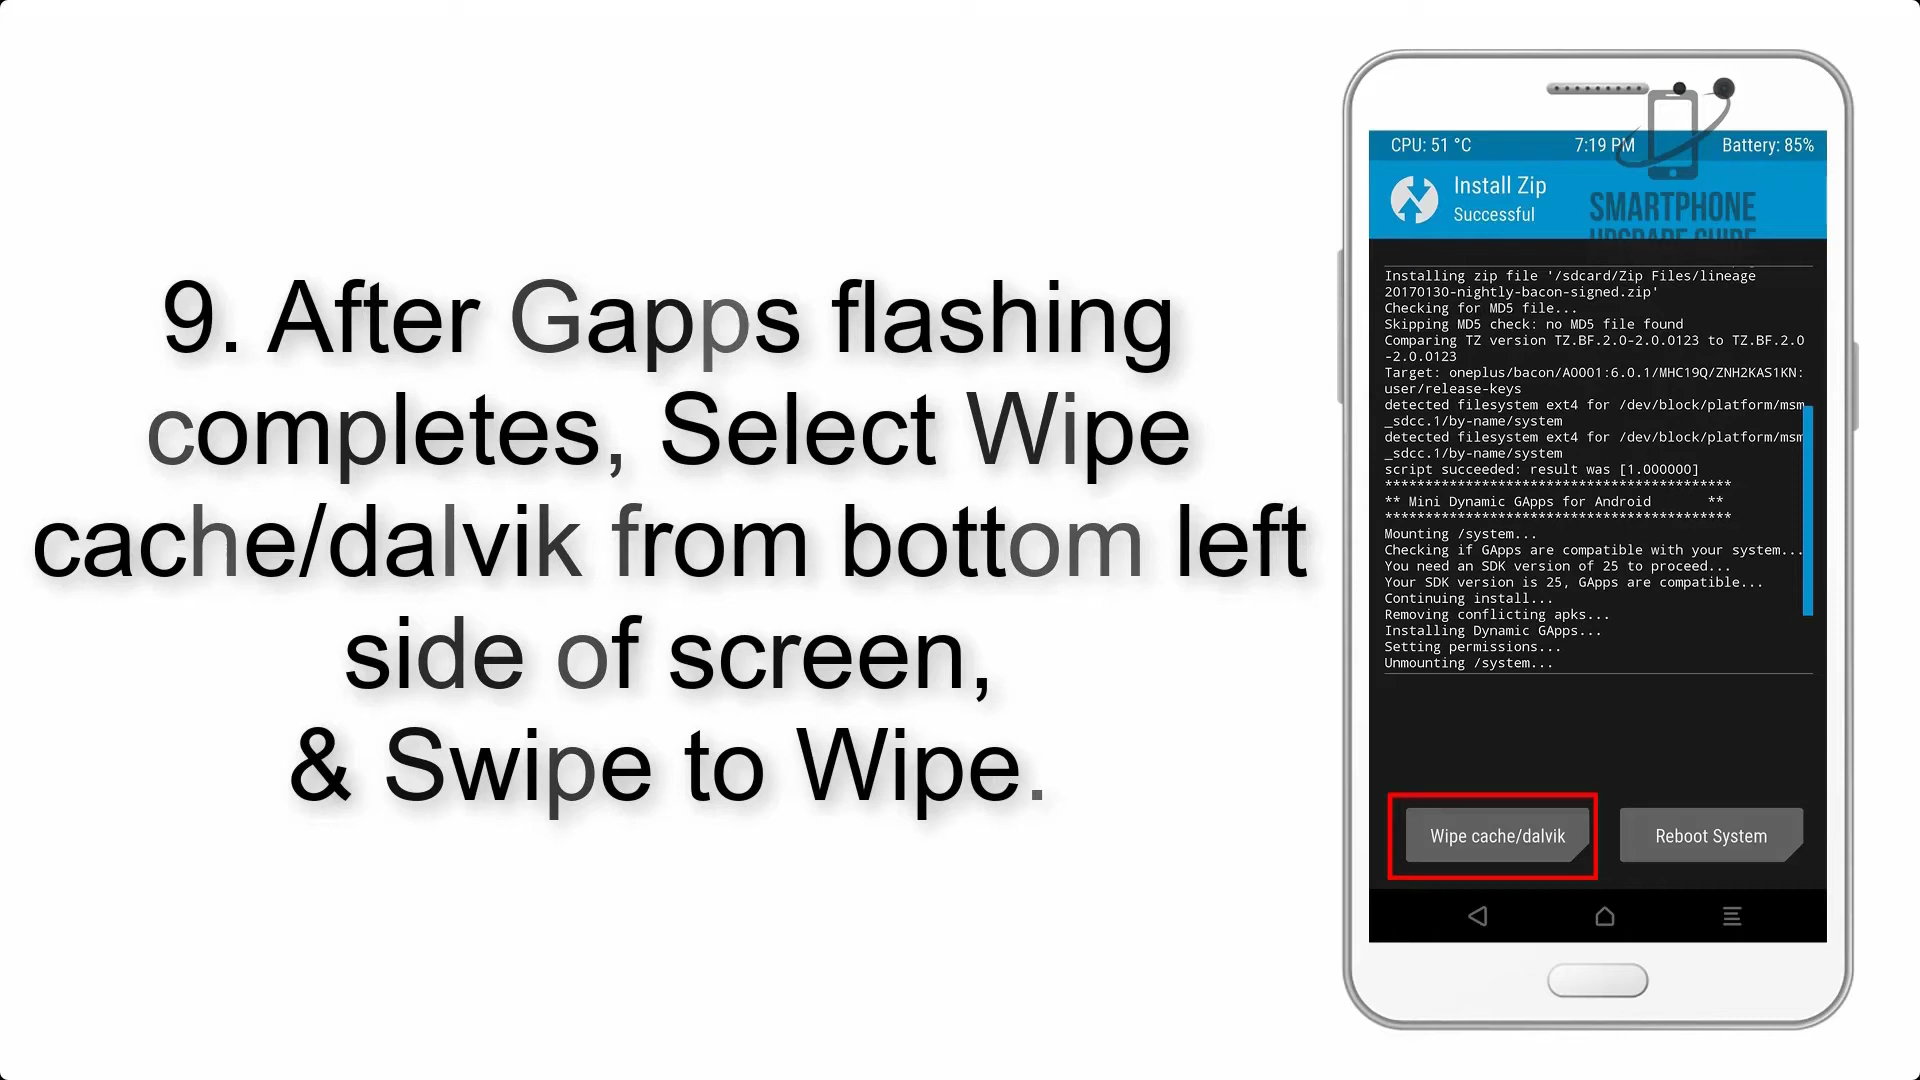 9. After Gapps flashing
completes, Select Wipe
cache/dalvik from bottom left
side of screen,
& Swipe to Wipe.
CPU: 51 °C 7:19 PM Battery: 85%
Install Zip
Successful
SMARTPHONE
UPGRADE GUIDE
Installing zip file '/sdcard/Zip Files/lineage
20170130-nightly-bacon-signed.zip'
Checking for MD5 file...
Skipping MD5 check: no MD5 file found
Comparing TZ version TZ.BF.2.0-2.0.0123 to TZ.BF.2.0
-2.0.0123
Target: oneplus/bacon/A0001:6.0.1/MHC19Q/ZNH2KAS1KN:
user/release-keys
detected filesystem ext4 for /dev/block/platform/msm
_sdcc.1/by-name/system
detected filesystem ext4 for /dev/block/platform/msm
_sdcc.1/by-name/system
script succeeded: result was [1.000000]
*******************************************
** Mini Dynamic GApps for Android **
*******************************************
Mounting /system...
Checking if GApps are compatible with your system...
You need an SDK version of 25 to proceed...
Your SDK version is 25, GApps are compatible...
Continuing install...
Removing conflicting apks...
Installing Dynamic GApps...
Setting permissions...
Unmounting /system...
Wipe cache/dalvik
Reboot System